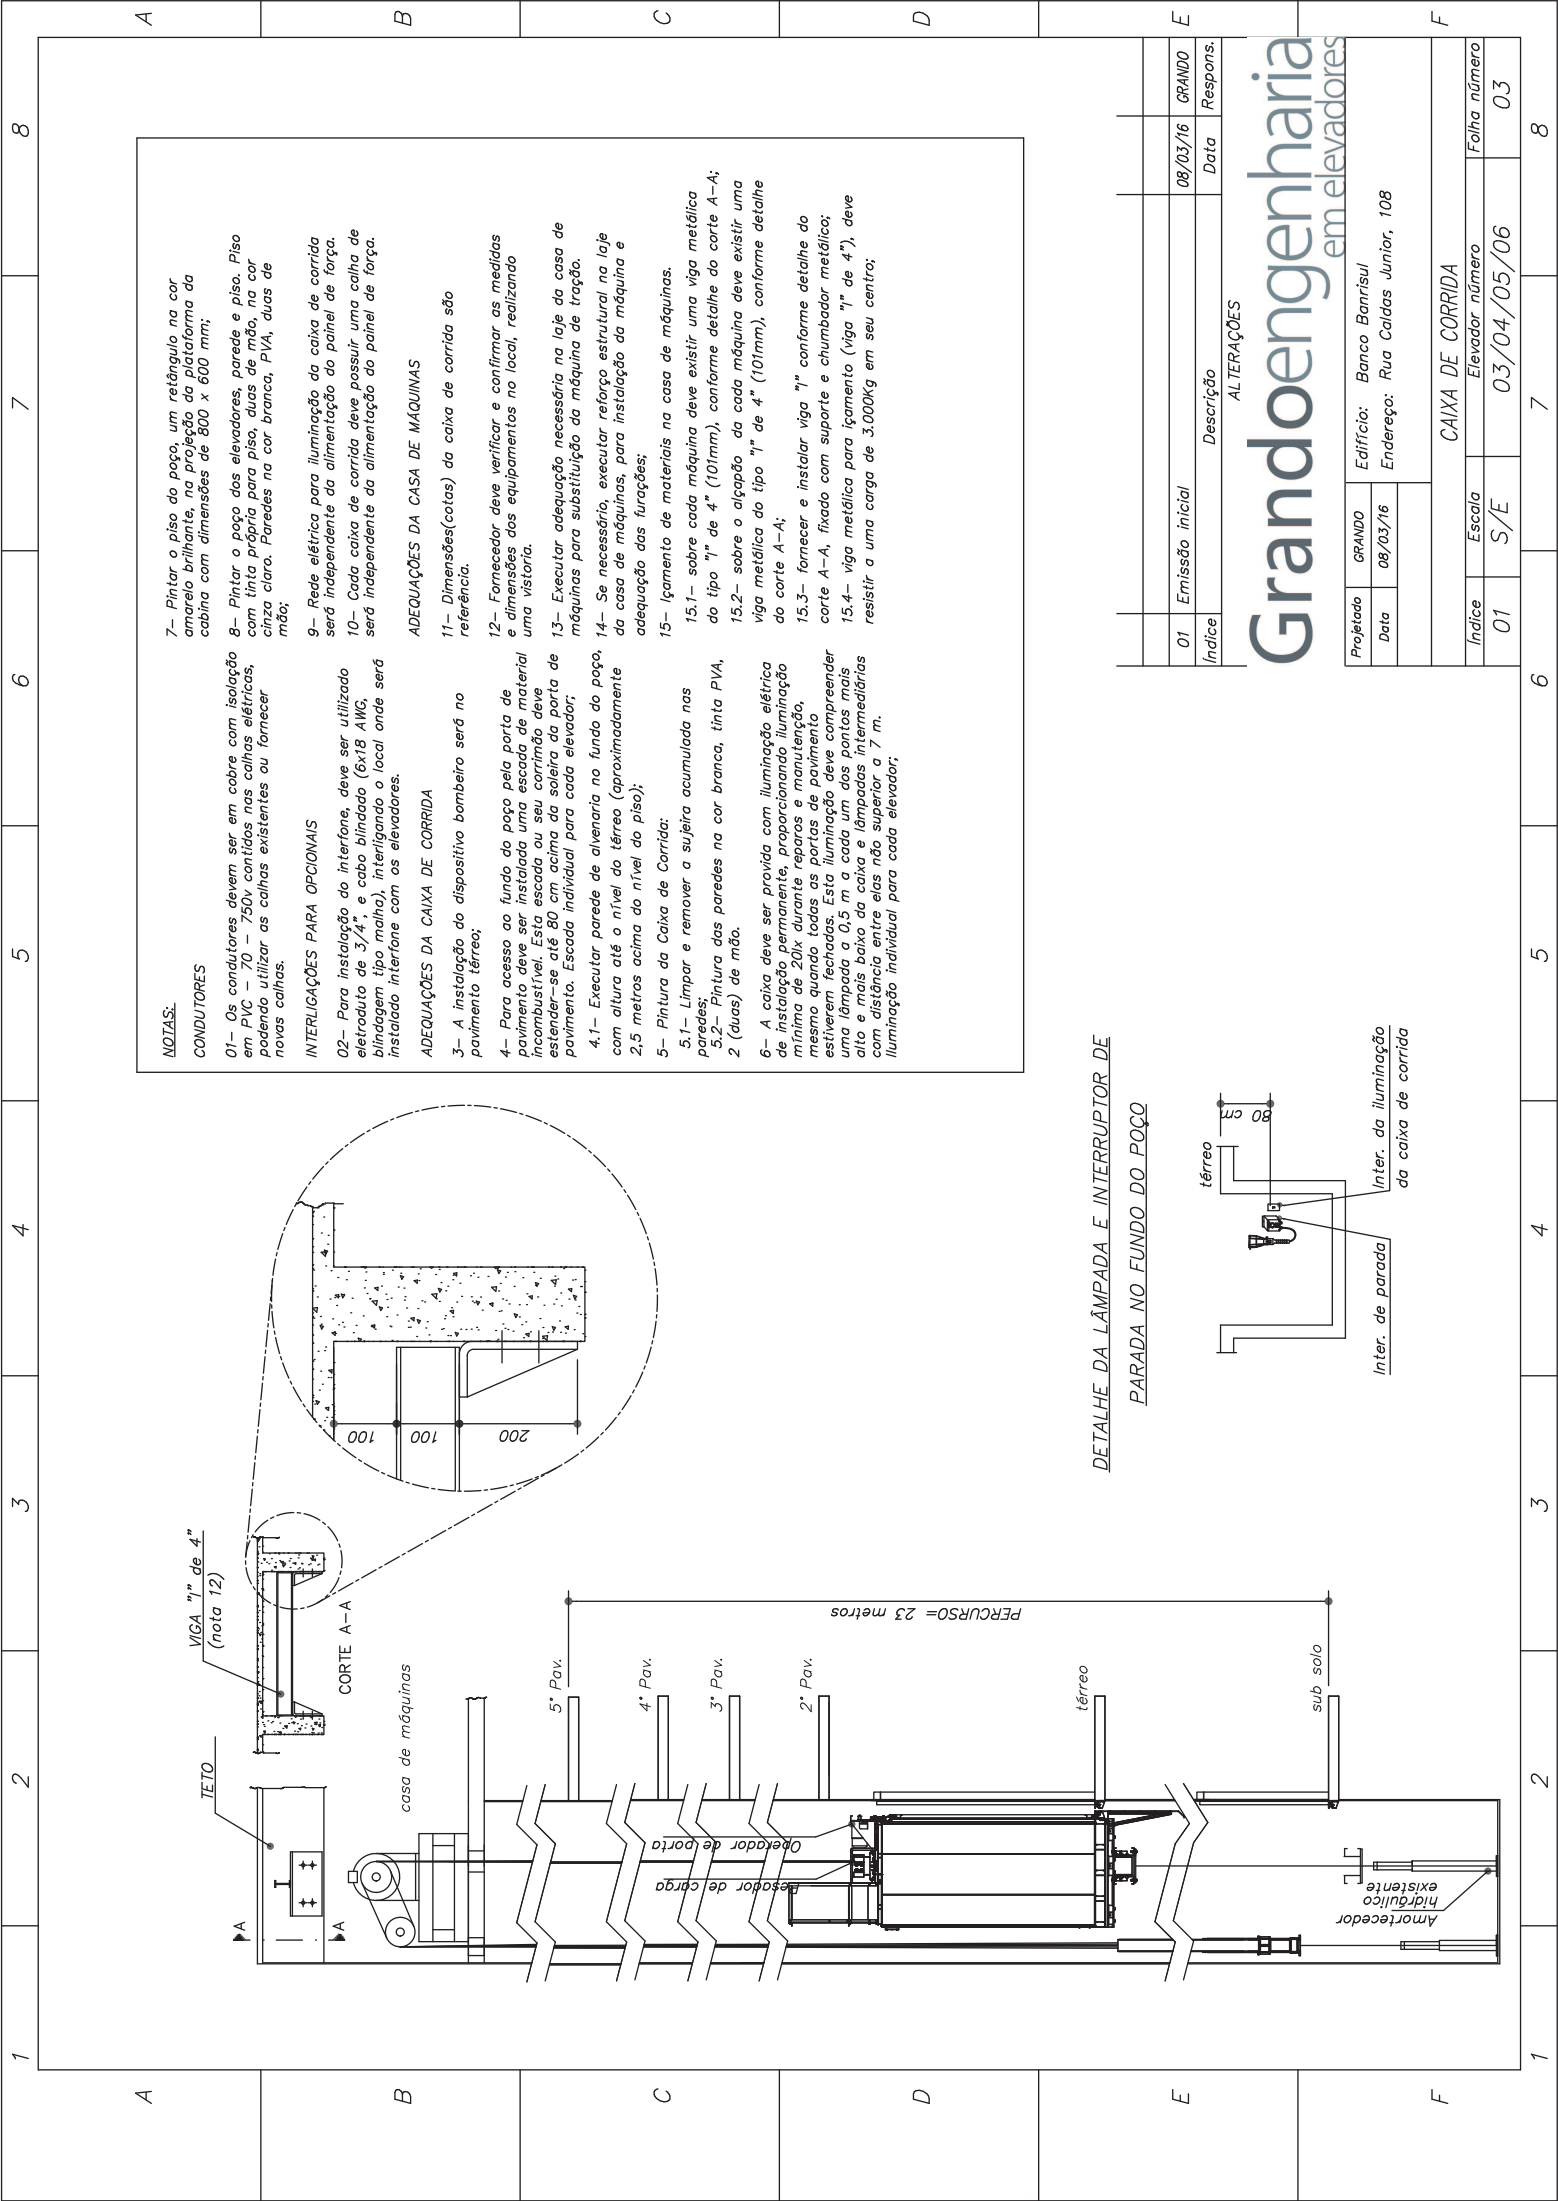 1
2
3
4
5
6
7
8
A
B
C
D
E
F
TETO
VIGA "I" de 4"
(nota 12)
CORTE A-A
A
A
casa de máquinas
100
100
200
5° Pav.
4° Pav.
3° Pav.
2° Pav.
térreo
sub solo
PERCURSO= 23 metros
Operador de porta
Pesador de carga
Amortecedor
hidráulico
existente
DETALHE DA LÂMPADA E INTERRUPTOR DE
PARADA NO FUNDO DO POÇO
térreo
80 cm
Inter. de parada
Inter. da iluminação
da caixa de corrida
NOTAS:
CONDUTORES
01- Os condutores devem ser em cobre com isolação
em PVC - 70 - 750v contidos nas calhas elétricas,
podendo utilizar as calhas existentes ou fornecer
novas calhas.
INTERLIGAÇÕES PARA OPCIONAIS
02- Para instalação do interfone, deve ser utilizado
eletroduto de 3/4", e cabo blindado (6x18 AWG,
blindagem tipo malha), interligando o local onde será
instalado interfone com os elevadores.
ADEQUAÇÕES DA CAIXA DE CORRIDA
3- A instalação do dispositivo bombeiro será no
pavimento térreo;
4- Para acesso ao fundo do poço pela porta de
pavimento deve ser instalada uma escada de material
incombustível. Esta escada ou seu corrimão deve
estender-se até 80 cm acima da soleira da porta de
pavimento. Escada individual para cada elevador;
4.1- Executar parede de alvenaria no fundo do poço,
com altura até o nível do térreo (aproximadamente
2,5 metros acima do nível do piso);
5- Pintura da Caixa de Corrida:
5.1- Limpar e remover a sujeira acumulada nas
paredes;
5.2- Pintura das paredes na cor branca, tinta PVA,
2 (duas) de mão.
6- A caixa deve ser provida com iluminação elétrica
de instalação permanente, proporcionando iluminação
mínima de 20lx durante reparos e manutenção,
mesmo quando todas as portas de pavimento
estiverem fechadas. Esta iluminação deve compreender
uma lâmpada a 0,5 m a cada um dos pontos mais
alto e mais baixo da caixa e lâmpadas intermediárias
com distância entre elas não superior a 7 m.
Iluminação individual para cada elevador;
7- Pintar o piso do poço, um retângulo na cor
amarelo brilhante, na projeção da plataforma da
cabina com dimensões de 800 x 600 mm;
8- Pintar o poço dos elevadores, parede e piso. Piso
com tinta própria para piso, duas de mão, na cor
cinza claro. Paredes na cor branca, PVA, duas de
mão;
9- Rede elétrica para iluminação da caixa de corrida
será independente da alimentação do painel de força.
10- Cada caixa de corrida deve possuir uma calha de
será independente da alimentação do painel de força.
ADEQUAÇÕES DA CASA DE MÁQUINAS
11- Dimensões(cotas) da caixa de corrida são
referência.
12- Fornecedor deve verificar e confirmar as medidas
e dimensões dos equipamentos no local, realizando
uma vistoria.
13- Executar adequação necessária na laje da casa de
máquinas para substituição da máquina de tração.
14- Se necessário, executar reforço estrutural na laje
da casa de máquinas, para instalação da máquina e
adequação das furações;
15- Içamento de materiais na casa de máquinas.
15.1- sobre cada máquina deve existir uma viga metálica
do tipo "I" de 4" (101mm), conforme detalhe do corte A-A;
15.2- sobre o alçapão da cada máquina deve existir uma
viga metálica do tipo "I" de 4" (101mm), conforme detalhe
do corte A-A;
15.3- fornecer e instalar viga "I" conforme detalhe do
corte A-A, fixado com suporte e chumbador metálico;
15.4- viga metálica para içamento (viga "I" de 4"), deve
resistir a uma carga de 3.000Kg em seu centro;
01 Emissão inicial 08/03/16 GRANDO
Índice Descrição Data Respons.
ALTERAÇÕES
Grandoengenharia
em elevadores
Projetado GRANDO Edifício: Banco Banrisul
Data 08/03/16 Endereço: Rua Caldas Junior, 108
CAIXA DE CORRIDA
Índice Escala Elevador número Folha número
01 S/E 03/04/05/06 03
A
B
C
D
E
F
1
2
3
4
5
6
7
8